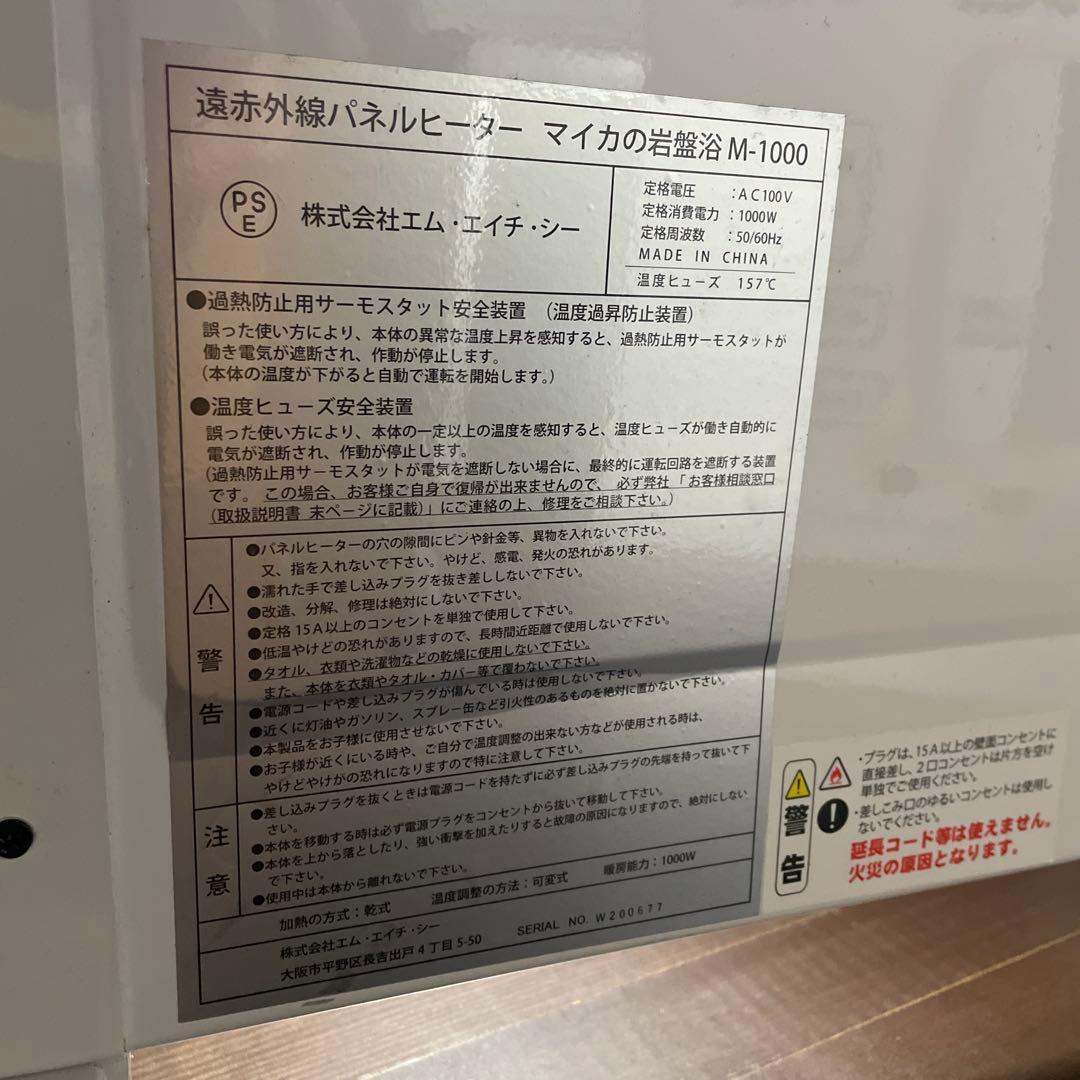 遠赤外線パネルヒーター マイカの岩盤浴 M-1000
PS
E
株式会社エム・エイチ・シー
定格電圧 :AC100V
定格消費電力 :1000W
定格周波数 :50/60Hz
MADE IN CHINA
温度ヒューズ 157℃
●過熱防止用サーモスタット安全装置 (温度過昇防止装置)
誤った使い方により、本体の異常な温度上昇を感知すると、過熱防止用サーモスタットが
働き電気が遮断され、作動が停止します。
(本体の温度が下がると自動で運転を開始します。)
●温度ヒューズ安全装置
誤った使い方により、本体の一定以上の温度を感知すると、温度ヒューズが働き自動的に
電気が遮断され、作動が停止します。
(過熱防止用サーモスタットが電気を遮断しない場合に、最終的に運転回路を遮断する装置
です。この場合、お客様ご自身で復帰が出来ませんので、必ず弊社「お客様相談窓口
(取扱説明書 末ページに記載)」にご連絡の上、修理をご相談下さい。)
警告
●パネルヒーターの穴の隙間にピンや針金等、異物を入れないで下さい。
又、指を入れないで下さい。やけど、感電、発火の恐れがあります。
●濡れた手で差し込みプラグを抜き差ししないで下さい。
●改造、分解、修理は絶対にしないで下さい。
●定格15A以上のコンセントを単独で使用して下さい。
●低温やけどの恐れがありますので、長時間近距離で使用しないで下さい。
●タオル、衣類や洗濯物などの乾燥に使用しないで下さい。
また、本体を衣類やタオル・カバー等で覆わないで下さい。
●電源コードや差し込みプラグが傷んでいる時は使用しないで下さい。
●近くに灯油やガソリン、スプレー缶など引火性のあるものを絶対に置かないで下さい。
●本製品をお子様に使用させないで下さい。
●お子様が近くにいる時や、ご自分で温度調整の出来ない方などが使用される時は、
やけどやけがの恐れになりますので特に注意して下さい。
注意
●差し込みプラグを抜くときは電源コードを持たずに必ず差し込みプラグの先端を持って抜いて下
さい。
●本体を移動する時は必ず電源プラグをコンセントから抜いて移動して下さい。
●本体を上から落としたり、強い衝撃を加えたりすると故障の原因になりますので、絶対にしない
で下さい。
●使用中は本体から離れないで下さい。
加熱の方式:乾式 温度調整の方法:可変式 暖房能力:1000W
株式会社エム・エイチ・シー
大阪市平野区長吉出戸4丁目5-50 SERIAL NO. W200677
警告
・プラグは、15A以上の壁面コンセントに
直接差し、2口コンセントは片方を空け
単独でご使用ください。
・差しこみ口のゆるいコンセントは使用し
ないでください。
延長コード等は使えません。
火災の原因となります。